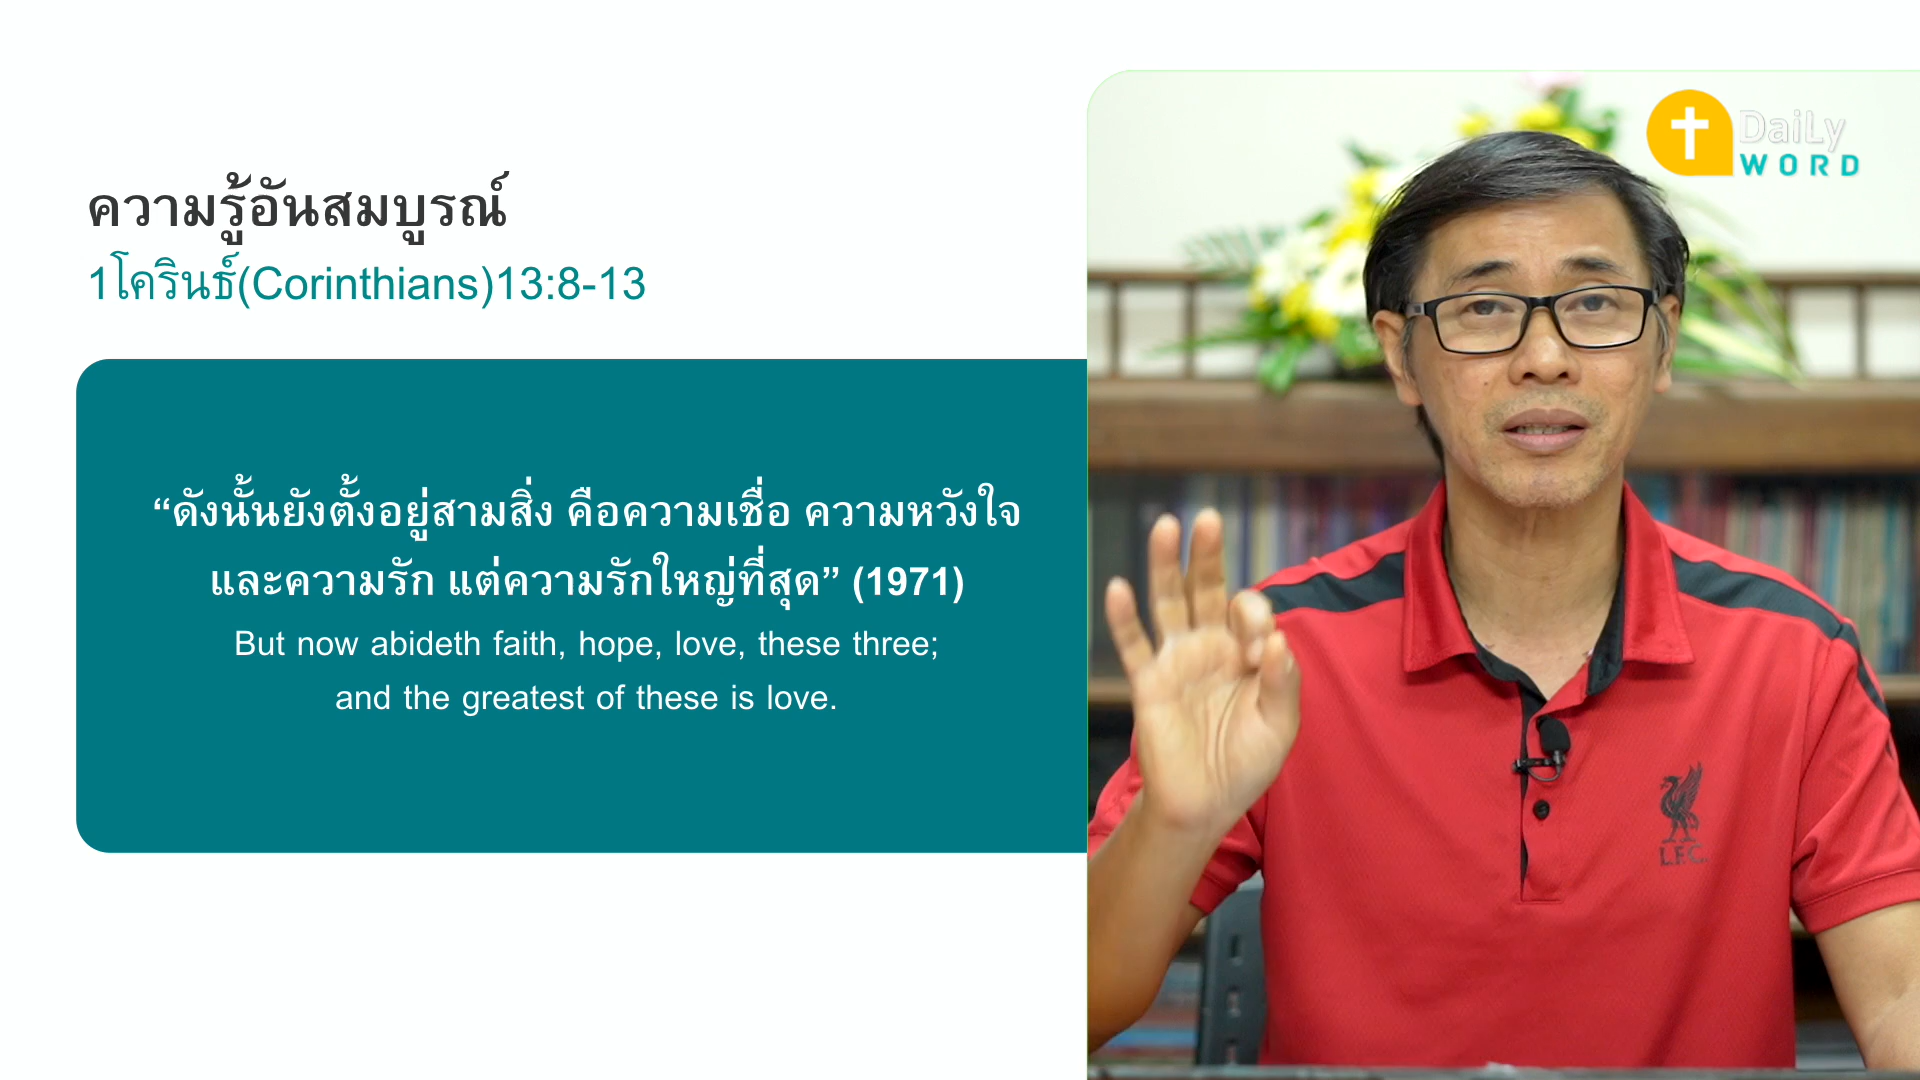 ความรู้อันสมบูรณ์
1โครินธ์(Corinthians)13:8-13
“ดังนั้นยังตั้งอยู่สามสิ่ง คือความเชื่อ ความหวังใจ
และความรัก แต่ความรักใหญ่ที่สุด” (1971)
But now abideth faith, hope, love, these three;
and the greatest of these is love.
DaiLy
WORD
L.F.C.